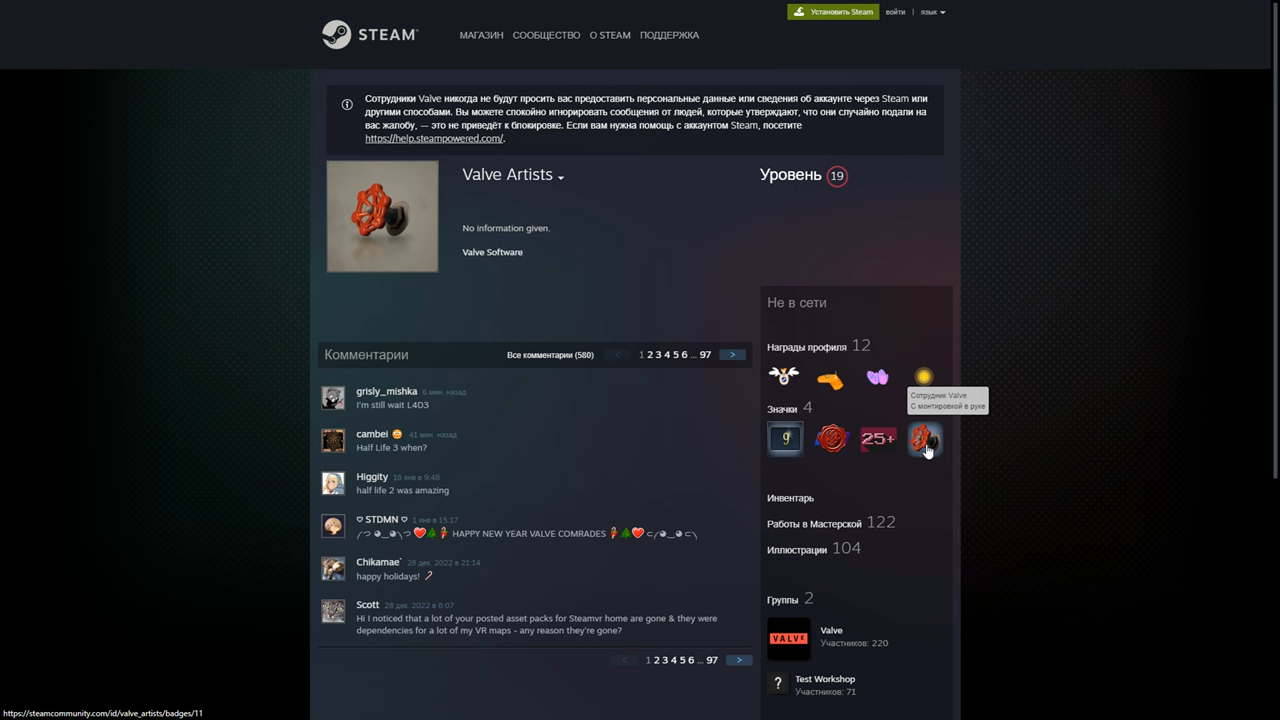 Установить Steam
войти | язык
STEAM
МАГАЗИН СООБЩЕСТВО О STEAM ПОДДЕРЖКА
Сотрудники Valve никогда не будут просить вас предоставить персональные данные или сведения об аккаунте через Steam или
другими способами. Вы можете спокойно игнорировать сообщения от людей, которые утверждают, что они случайно подали на
вас жалобу, — это не приведёт к блокировке. Если вам нужна помощь с аккаунтом Steam, посетите
https://help.steampowered.com/.
Valve Artists
Уровень 19
No information given.
Valve Software
Не в сети
Награды профиля 12
Сотрудник Valve
С монтировкой в руке
Значки 4
9
25+
Инвентарь
Работы в Мастерской 122
Иллюстрации 104
Группы 2
VALVE
Valve
Участников: 220
?
Test Workshop
Участников: 71
Комментарии
Все комментарии (580) < 1 2 3 4 5 6 ... 97 >
grisly_mishka 6 мин. назад
I'm still wait L4D3
cambei 41 мин. назад
Half Life 3 when?
Higgity 18 янв в 9:48
half life 2 was amazing
♡ STDMN ♡ 1 янв в 15:17
HAPPY NEW YEAR VALVE COMRADES
Chikamae` 28 дек. 2022 в 21:14
happy holidays!
Scott 28 дек. 2022 в 8:07
Hi I noticed that a lot of your posted asset packs for Steamvr home are gone & they were
dependencies for a lot of my VR maps - any reason they're gone?
< 1 2 3 4 5 6 ... 97 >
https://steamcommunity.com/id/valve_artists/badges/11